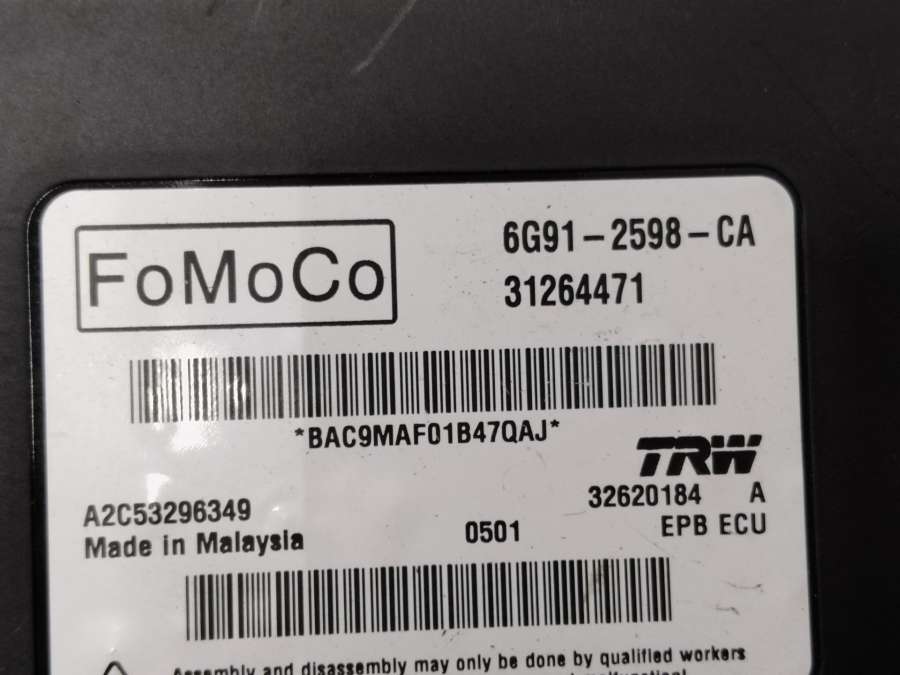 FoMoCo
6G91-2598-CA
31264471
*BAC9MAF01B47QAJ*
TRW
32620184 A
EPB ECU
A2C53296349
Made in Malaysia
0501
Assembly and disassembly may only be done by qualified workers
malfunction!